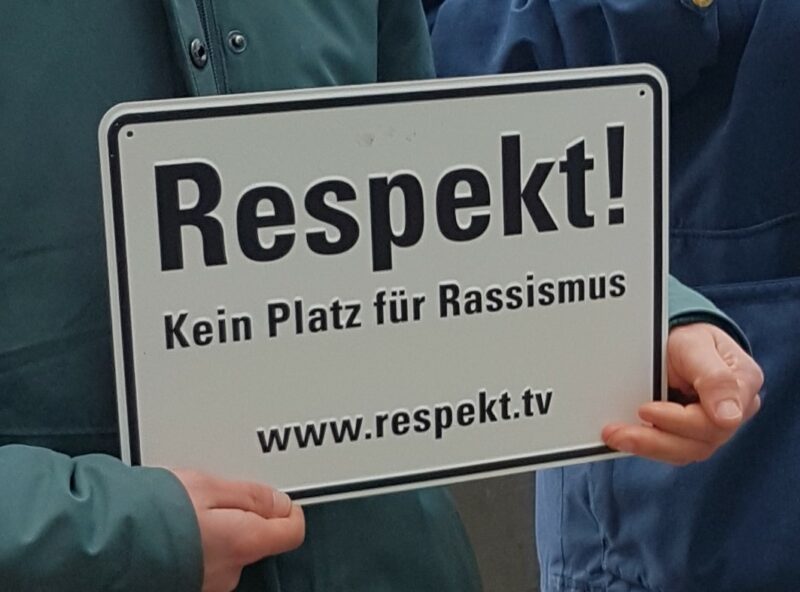 Respekt!
Kein Platz für Rassismus
www.respekt.tv